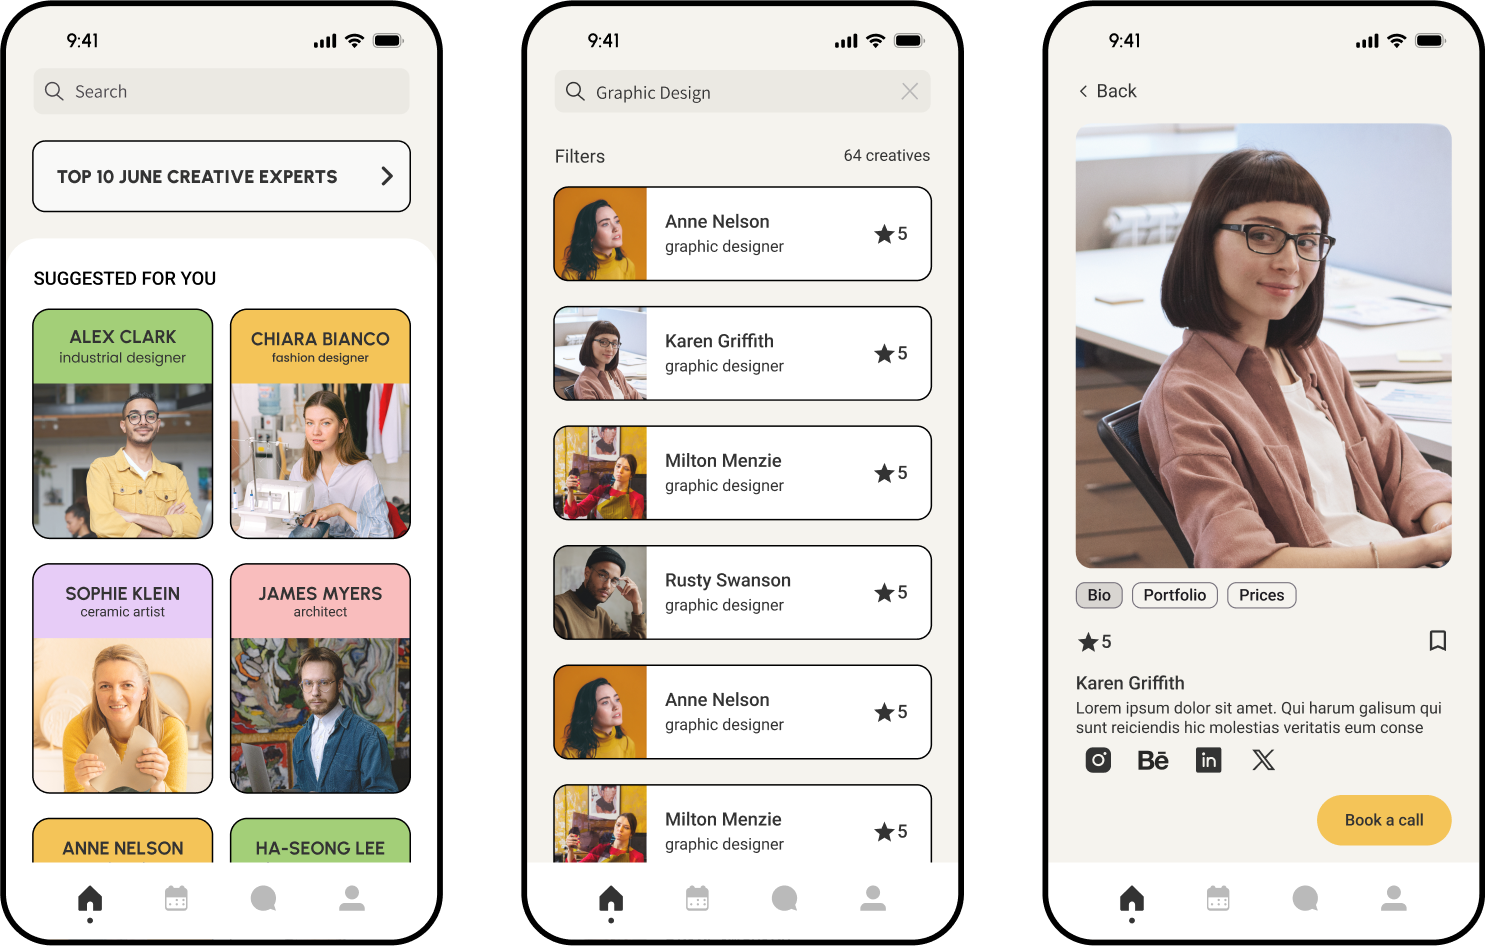 9:41
Search
TOP 10 JUNE CREATIVE EXPERTS
SUGGESTED FOR YOU
ALEX CLARK
industrial designer
CHIARA BIANCO
fashion designer
SOPHIE KLEIN
ceramic artist
JAMES MYERS
architect
ANNE NELSON
HA-SEONG LEE
9:41
Graphic Design
Filters
64 creatives
Anne Nelson
graphic designer
5
Karen Griffith
graphic designer
5
Milton Menzie
graphic designer
5
Rusty Swanson
graphic designer
5
Anne Nelson
graphic designer
5
Milton Menzie
graphic designer
5
9:41
Back
Bio
Portfolio
Prices
5
Karen Griffith
Lorem ipsum dolor sit amet. Qui harum galisum qui
sunt reiciendis hic molestias veritatis eum conse
Bē
in
Book a call